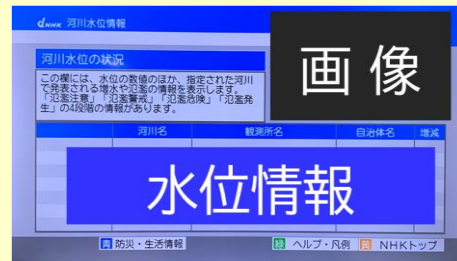 dNHK 河川水位情報
画像
河川水位の状況
この欄には、水位の数値のほか、指定された河川
で発表される増水や氾濫の情報を表示します。
「氾濫注意」「氾濫警戒」「氾濫危険」「氾濫発
生」の4段階の情報があります。
河川名 観測所名 自治体名 増減
水位情報
青 防災・生活情報 緑 ヘルプ・凡例 黄 NHKトップ